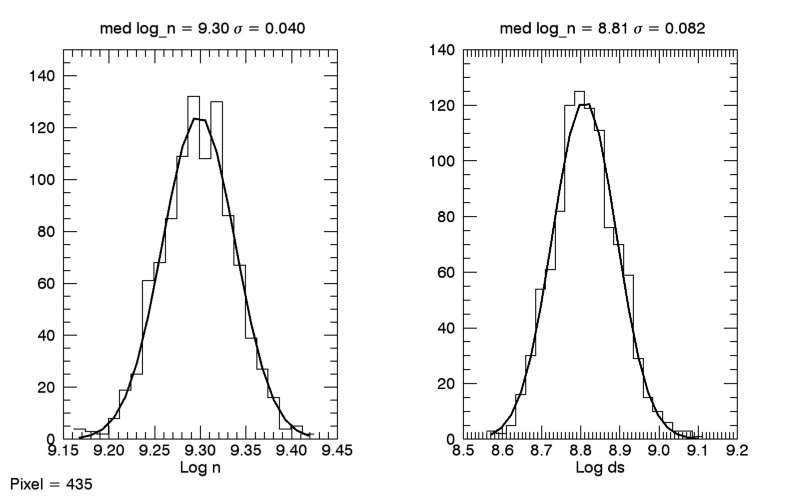 med log_n = 9.30 σ = 0.040
140
120
100
80
60
40
20
0
9.15 9.20 9.25 9.30 9.35 9.40 9.45
Log n
med log_n = 8.81 σ = 0.082
140
120
100
80
60
40
20
0
8.5 8.6 8.7 8.8 8.9 9.0 9.1 9.2
Log ds
Pixel = 435